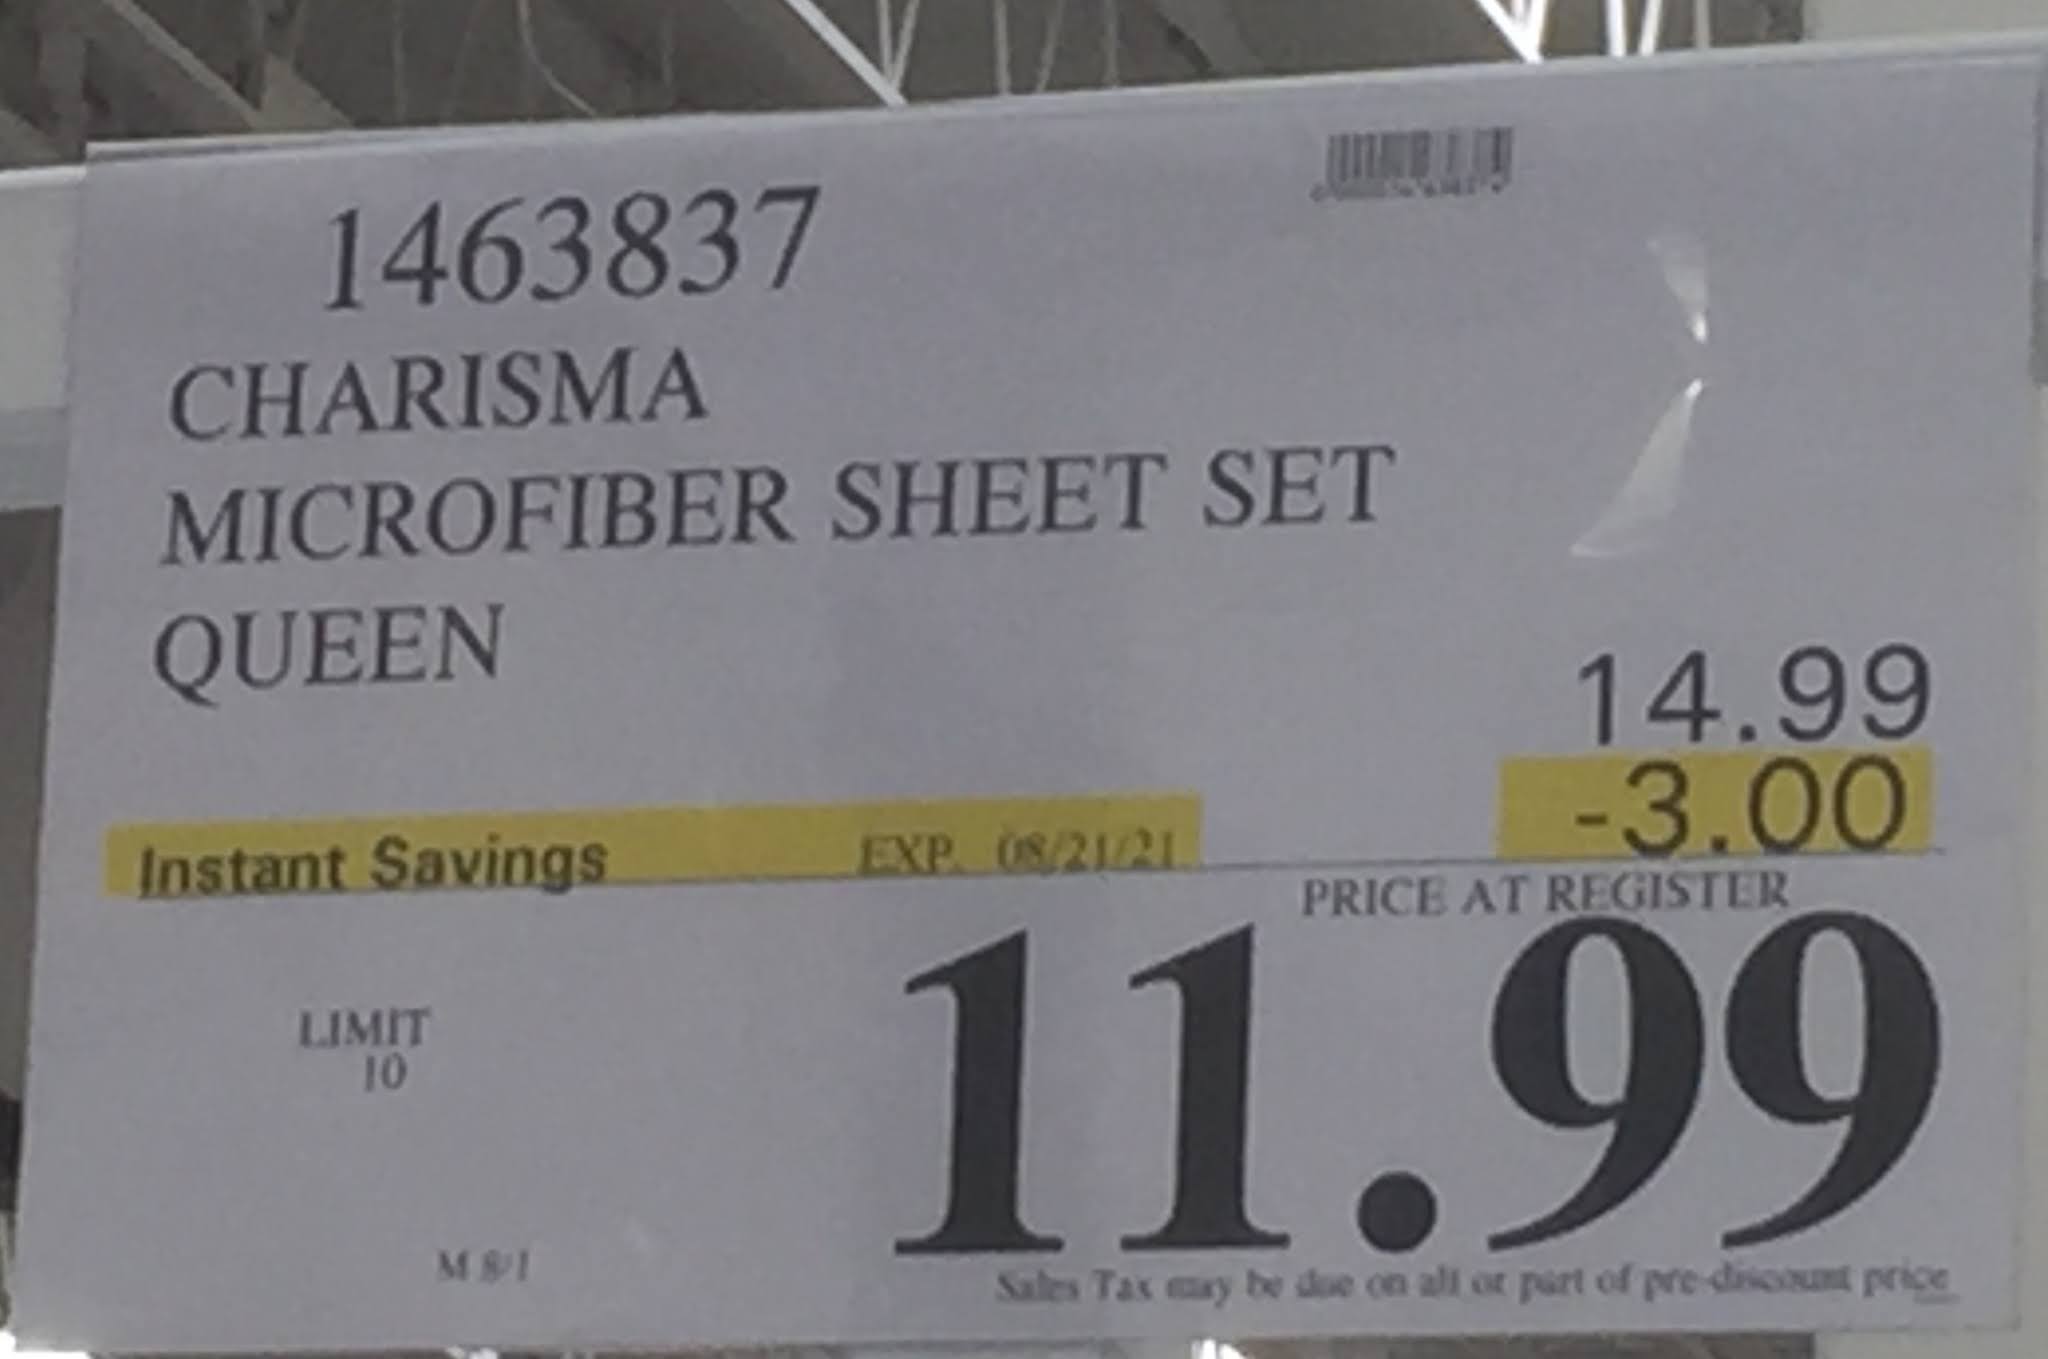 1463837
CHARISMA
MICROFIBER SHEET SET
QUEEN
14.99
-3.00
Instant Savings EXP. 08/21/21
PRICE AT REGISTER
11.99
LIMIT
10
M 8/1
Sales Tax may be due on all or part of pre-discount price